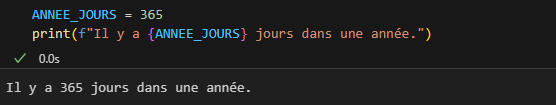 ANNEE_JOURS = 365
print(f"Il y a {ANNEE_JOURS} jours dans une année.")
✓ 0.0s
Il y a 365 jours dans une année.